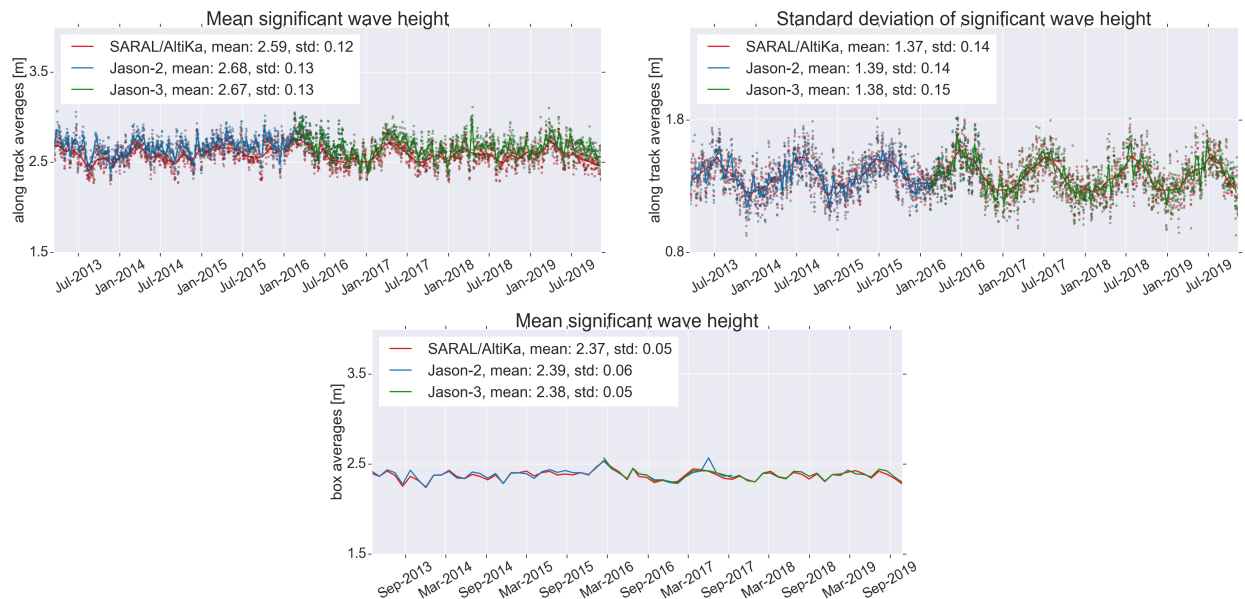 Mean significant wave height
SARAL/AltiKa, mean: 2.59, std: 0.12
Jason-2, mean: 2.68, std: 0.13
Jason-3, mean: 2.67, std: 0.13
along track averages [m]
3.5
2.5
1.5
Jul-2013
Jan-2014
Jul-2014
Jan-2015
Jul-2015
Jan-2016
Jul-2016
Jan-2017
Jul-2017
Jan-2018
Jul-2018
Jan-2019
Jul-2019
Standard deviation of significant wave height
SARAL/AltiKa, mean: 1.37, std: 0.14
Jason-2, mean: 1.39, std: 0.14
Jason-3, mean: 1.38, std: 0.15
along track averages [m]
1.8
0.8
Jul-2013
Jan-2014
Jul-2014
Jan-2015
Jul-2015
Jan-2016
Jul-2016
Jan-2017
Jul-2017
Jan-2018
Jul-2018
Jan-2019
Jul-2019
Mean significant wave height
SARAL/AltiKa, mean: 2.37, std: 0.05
Jason-2, mean: 2.39, std: 0.06
Jason-3, mean: 2.38, std: 0.05
box averages [m]
3.5
2.5
1.5
Sep-2013
Mar-2014
Sep-2014
Mar-2015
Sep-2015
Mar-2016
Sep-2016
Mar-2017
Sep-2017
Mar-2018
Sep-2018
Mar-2019
Sep-2019